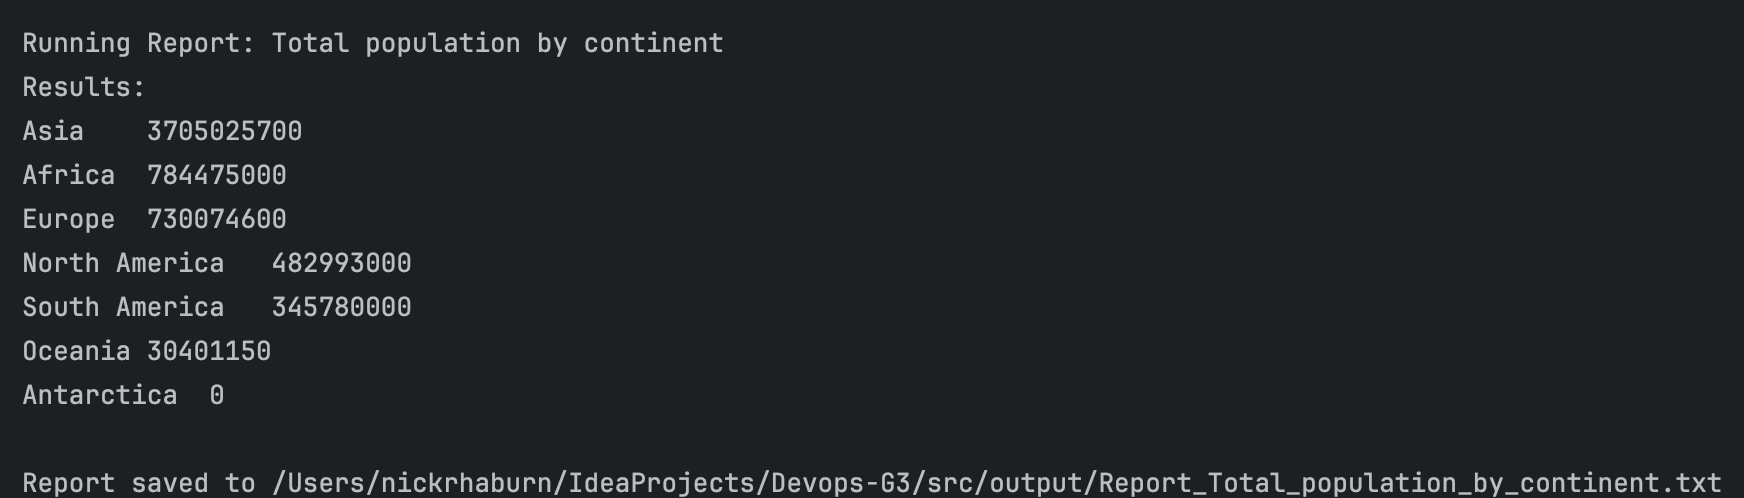 Running Report: Total population by continent
Results:
Asia    3705025700
Africa  784475000
Europe  730074600
North America   482993000
South America   345780000
Oceania 30401150
Antarctica  0
Report saved to /Users/nickrhaburn/IdeaProjects/Devops-G3/src/output/Report_Total_population_by_continent.txt